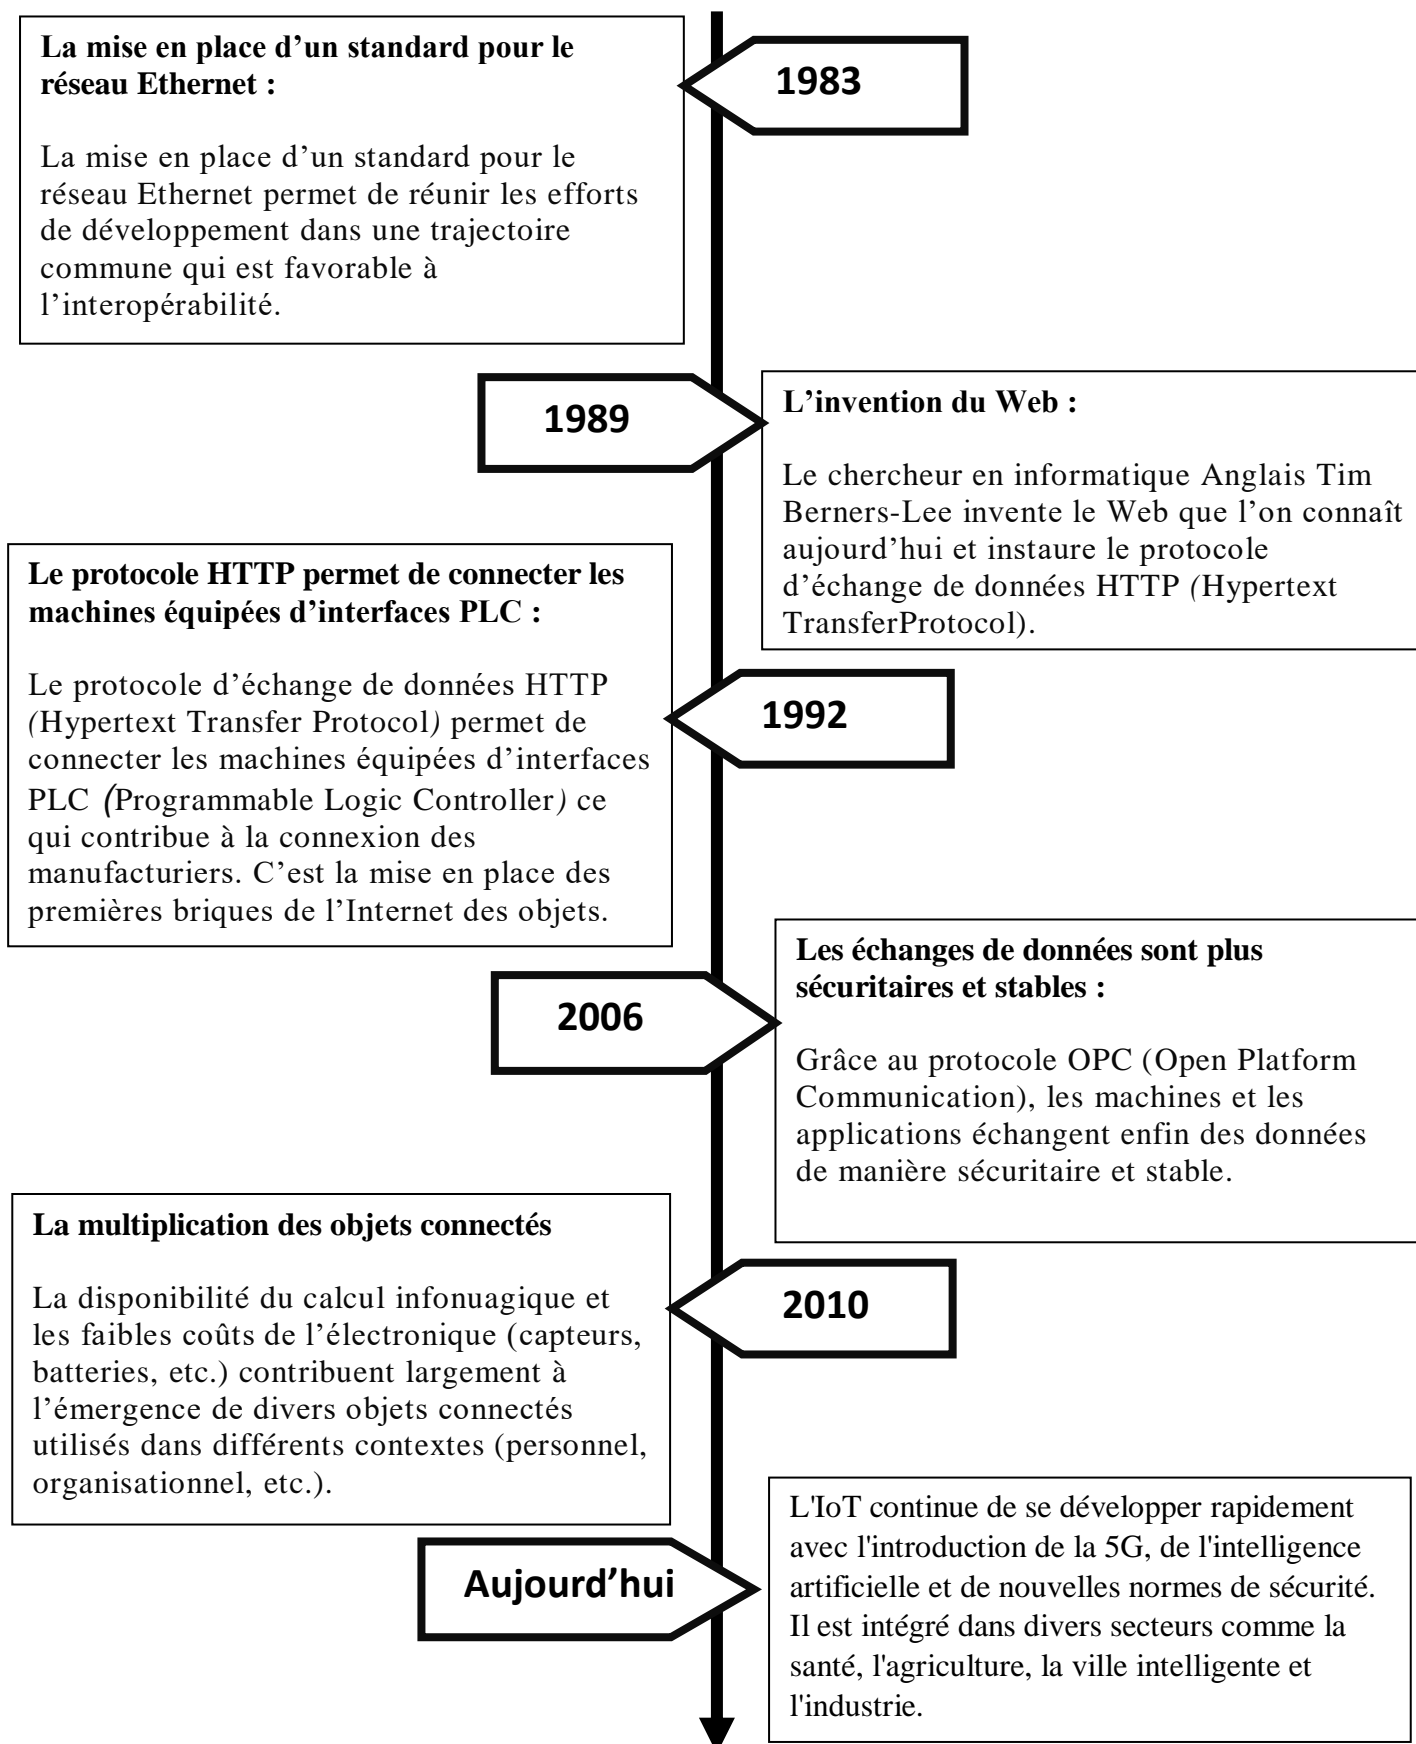 La mise en place d’un standard pour le
réseau Ethernet :
La mise en place d’un standard pour le
réseau Ethernet permet de réunir les efforts
de développement dans une trajectoire
commune qui est favorable à
l’interopérabilité.
1983
1989
L’invention du Web :
Le chercheur en informatique Anglais Tim
Berners-Lee invente le Web que l’on connaît
aujourd’hui et instaure le protocole
d’échange de données HTTP (Hypertext
TransferProtocol).
Le protocole HTTP permet de connecter les
machines équipées d’interfaces PLC :
Le protocole d’échange de données HTTP
(Hypertext Transfer Protocol) permet de
connecter les machines équipées d’interfaces
PLC (Programmable Logic Controller) ce
qui contribue à la connexion des
manufacturiers. C’est la mise en place des
premières briques de l’Internet des objets.
1992
2006
Les échanges de données sont plus
sécuritaires et stables :
Grâce au protocole OPC (Open Platform
Communication), les machines et les
applications échangent enfin des données
de manière sécuritaire et stable.
La multiplication des objets connectés
La disponibilité du calcul infonuagique et
les faibles coûts de l’électronique (capteurs,
batteries, etc.) contribuent largement à
l’émergence de divers objets connectés
utilisés dans différents contextes (personnel,
organisationnel, etc.).
2010
Aujourd’hui
L'IoT continue de se développer rapidement
avec l'introduction de la 5G, de l'intelligence
artificielle et de nouvelles normes de sécurité.
Il est intégré dans divers secteurs comme la
santé, l'agriculture, la ville intelligente et
l'industrie.